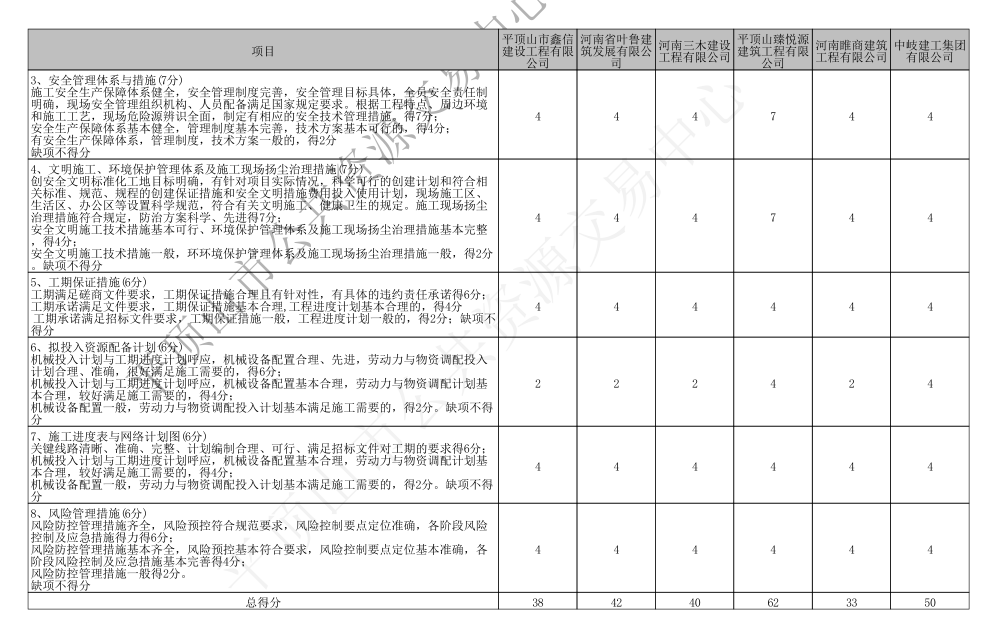 项目
平顶山市鑫信
建设工程有限
公司
河南省叶鲁建
筑发展有限公
司
河南三木建设
工程有限公司
平顶山臻悦源
建筑工程有限
公司
河南睢商建筑
工程有限公司
中岐建工集团
有限公司
3、安全管理体系与措施(7分)
施工安全生产保障体系健全，安全管理制度完善，安全管理目标具体，全员安全责任制
明确，现场安全管理组织机构、人员配备满足国家规定要求。根据工程特点、周边环境
和施工工艺，现场危险源辨识全面，制定有相应的安全技术管理措施。得7分；
安全生产保障体系基本健全，管理制度基本完善，技术方案基本可行的，得4分；
有安全生产保障体系，管理制度，技术方案一般的，得2分
缺项不得分
4 4 4 7 4 4
4、文明施工、环境保护管理体系及施工现场扬尘治理措施(7分)
创安全文明标准化工地目标明确，有针对项目实际情况，科学可行的创建计划和符合相
关标准、规范、规程的创建保证措施和安全文明措施费用投入使用计划，现场施工区、
生活区、办公区等设置科学规范，符合有关文明施工、健康卫生的规定。施工现场扬尘
治理措施符合规定，防治方案科学、先进得7分；
安全文明施工技术措施基本可行、环境保护管理体系及施工现场扬尘治理措施基本完整
，得4分；
安全文明施工技术措施一般，环环境保护管理体系及施工现场扬尘治理措施一般，得2分
。缺项不得分
4 4 4 7 4 4
5、工期保证措施(6分)
工期满足磋商文件要求，工期保证措施合理且有针对性，有具体的违约责任承诺得6分；
工期承诺满足文件要求，工期保证措施基本合理,工程进度计划基本合理的，得4分
工期承诺满足招标文件要求，工期保证措施一般，工程进度计划一般的，得2分；缺项不
得分
4 4 4 4 4 4
6、拟投入资源配备计划(6分)
机械投入计划与工期进度计划呼应，机械设备配置合理、先进，劳动力与物资调配投入
计划合理、准确，很好满足施工需要的，得6分；
机械投入计划与工期进度计划呼应，机械设备配置基本合理，劳动力与物资调配计划基
本合理，较好满足施工需要的，得4分；
机械设备配置一般，劳动力与物资调配投入计划基本满足施工需要的，得2分。缺项不得
分
2 2 2 4 2 4
7、施工进度表与网络计划图(6分)
关键线路清晰、准确、完整、计划编制合理、可行、满足招标文件对工期的要求得6分；
机械投入计划与工期进度计划呼应，机械设备配置基本合理，劳动力与物资调配计划基
本合理，较好满足施工需要的，得4分；
机械设备配置一般，劳动力与物资调配投入计划基本满足施工需要的，得2分。缺项不得
分
4 4 4 4 4 4
8、风险管理措施(6分)
风险防控管理措施齐全，风险预控符合规范要求，风险控制要点定位准确，各阶段风险
控制及应急措施得力得6分；
风险防控管理措施基本齐全，风险预控基本符合要求，风险控制要点定位基本准确，各
阶段风险控制及应急措施基本完善得4分；
风险防控管理措施一般得2分。
缺项不得分
4 4 4 4 4 4
总得分 38 42 40 62 33 50
平顶山市公共资源交易中心
平顶山市公共资源交易中心